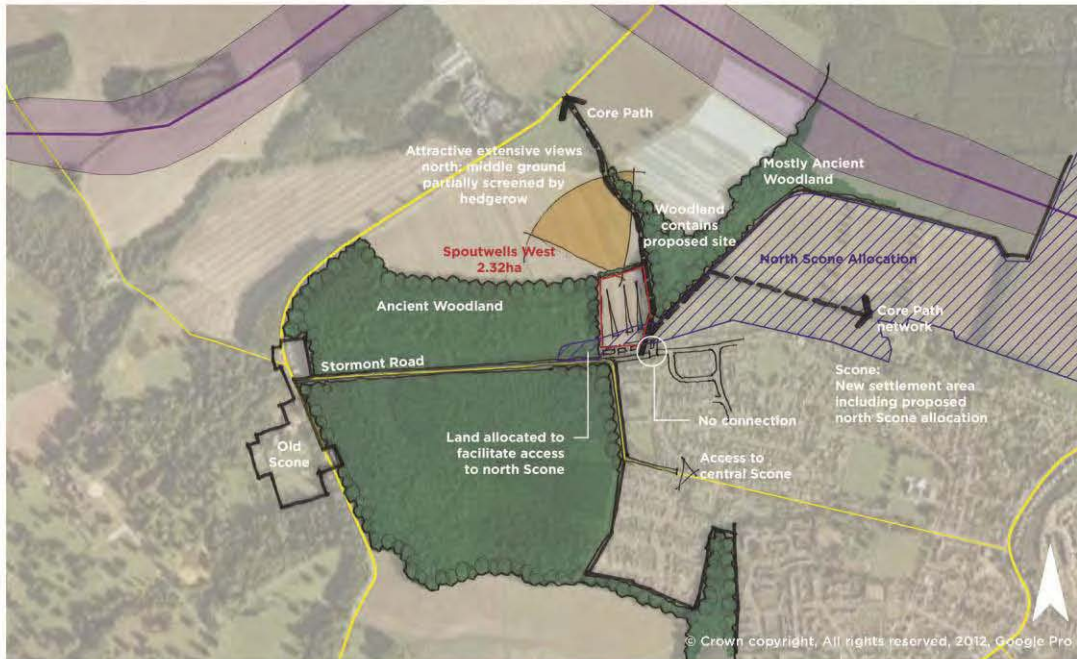 Core Path
Attractive extensive views
north: middle ground
partially screened by
hedgerow
Mostly Ancient
Woodland
Woodland
contains
proposed site
Spoutwells West
2.32ha
North Scone Allocation
Ancient Woodland
Core Path
network
Stormont Road
Scone:
New settlement area
including proposed
north Scone allocation
No connection
Land allocated to
facilitate access
to north Scone
Old
Scone
Access to
central Scone
© Crown copyright, All rights reserved, 2012, Google Pro